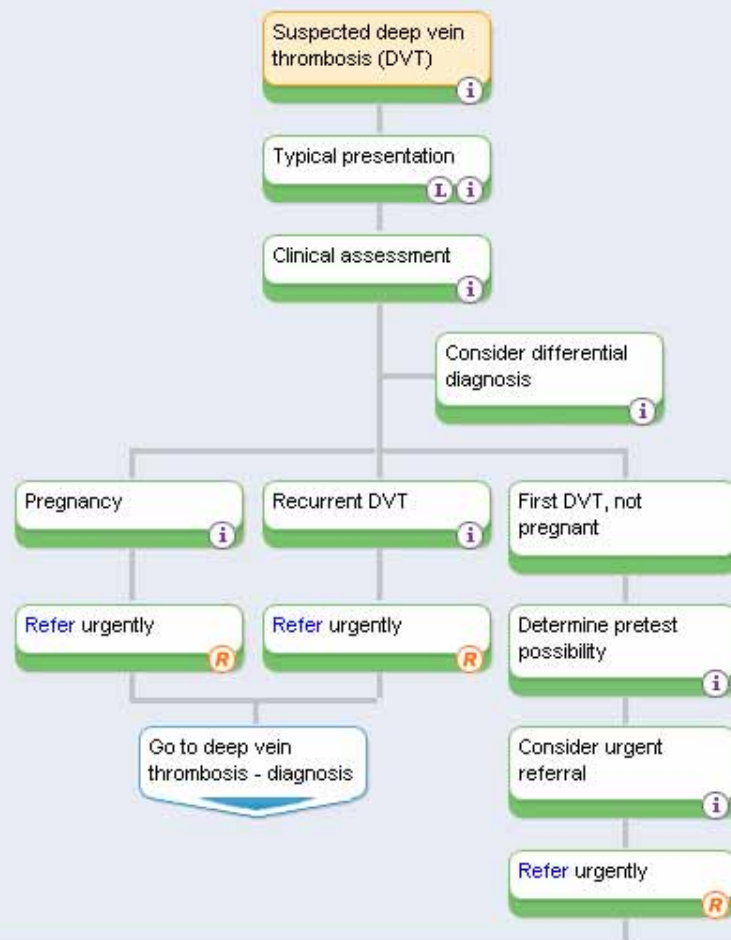 Suspected deep vein
thrombosis (DVT)
i
Typical presentation
L i
Clinical assessment
i
Consider differential
diagnosis
i
Pregnancy
i
Recurrent DVT
i
First DVT, not
pregnant
Refer urgently
R
Refer urgently
R
Determine pretest
possibility
i
Go to deep vein
thrombosis - diagnosis
Consider urgent
referral
i
Refer urgently
R